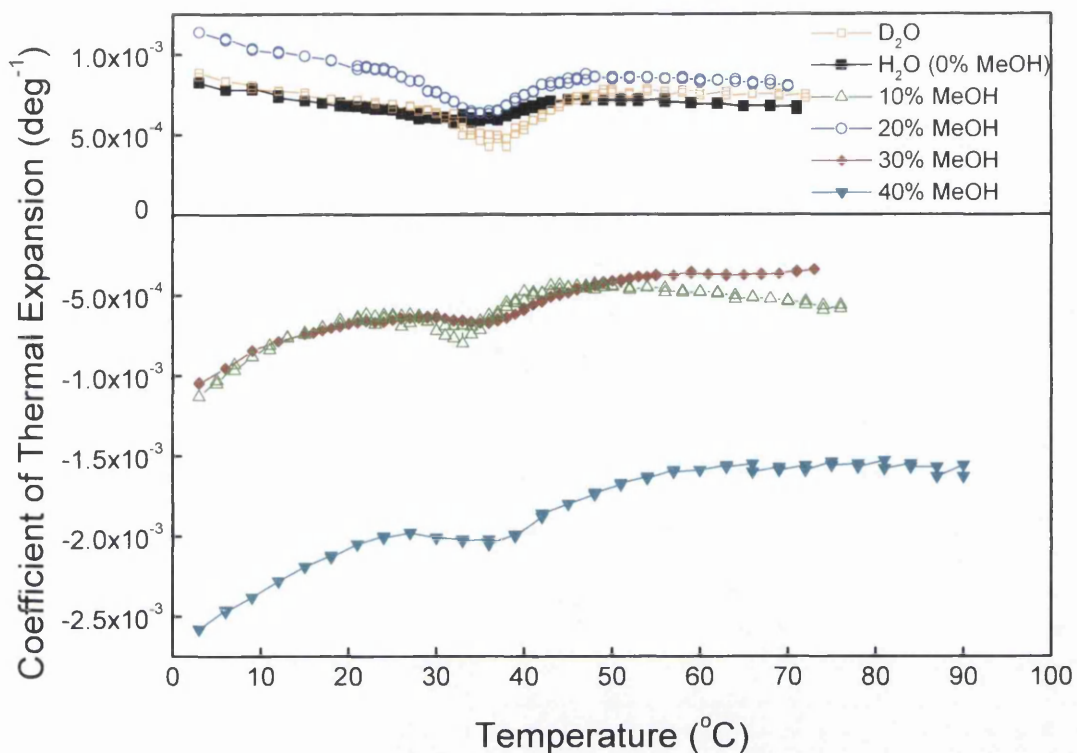 Coefficient of Thermal Expansion (deg⁻¹)
1.0x10⁻³
5.0x10⁻⁴
0
-5.0x10⁻⁴
-1.0x10⁻³
-1.5x10⁻³
-2.0x10⁻³
-2.5x10⁻³
D₂O
H₂O (0% MeOH)
10% MeOH
20% MeOH
30% MeOH
40% MeOH
0 10 20 30 40 50 60 70 80 90 100
Temperature (°C)